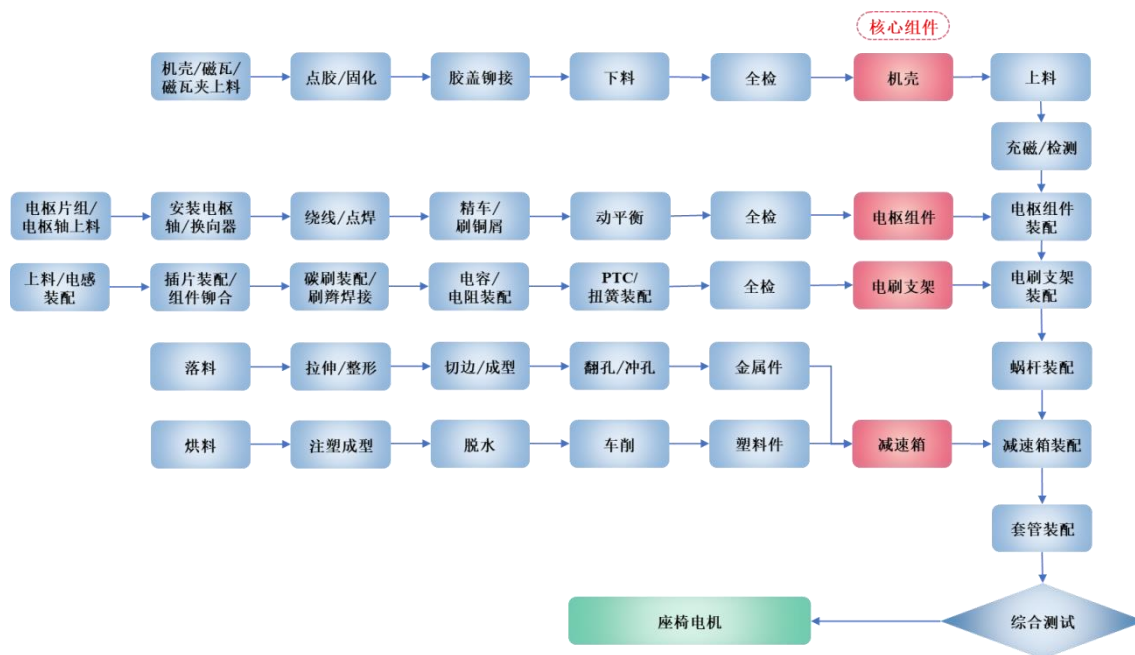 核心组件
机壳/磁瓦/
磁瓦夹上料
点胶/固化
胶盖铆接
下料
全检
机壳
上料
充磁/检测
电枢片组/
电枢轴上料
安装电枢
轴/换向器
绕线/点焊
精车/
刷铜屑
动平衡
全检
电枢组件
电枢组件
装配
上料/电感
装配
插片装配/
组件铆合
碳刷装配/
刷辫焊接
电容/
电阻装配
PTC/
扭簧装配
全检
电刷支架
电刷支架
装配
落料
拉伸/整形
切边/成型
翻孔/冲孔
金属件
蜗杆装配
烘料
注塑成型
脱水
车削
塑料件
减速箱
减速箱装配
套管装配
座椅电机
综合测试